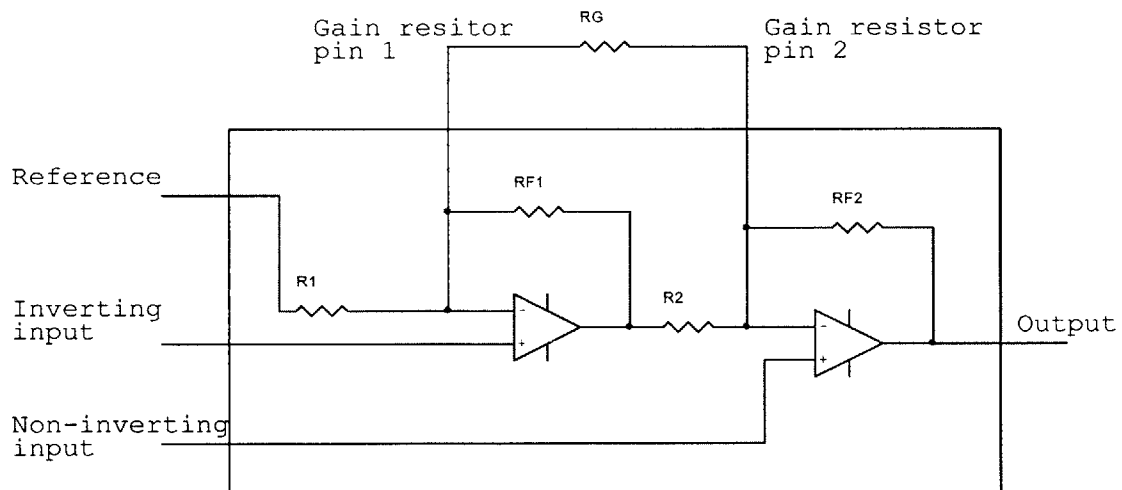 RG
Gain resitor
pin 1
Gain resistor
pin 2
Reference
RF1
RF2
R1
Inverting
input
R2
Output
Non-inverting
input
-
+
-
+